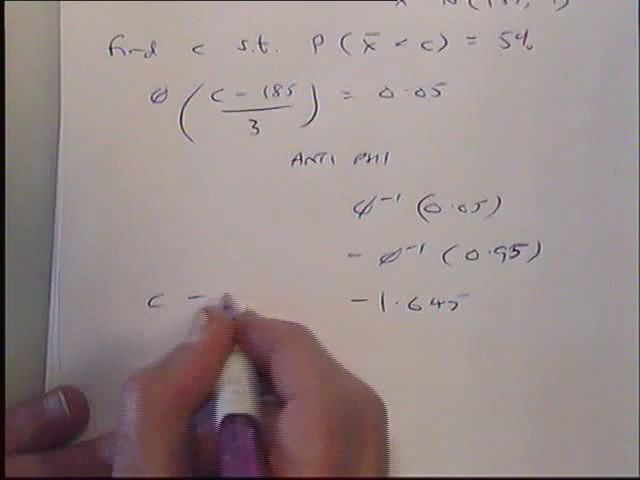 Find c s.t. P ( x̄ < c ) = 5%
ϕ ( c - 185 / 3 ) = 0.05
ANTI PHI
ϕ⁻¹ (0.05)
- ϕ⁻¹ (0.95)
c - - 1.645